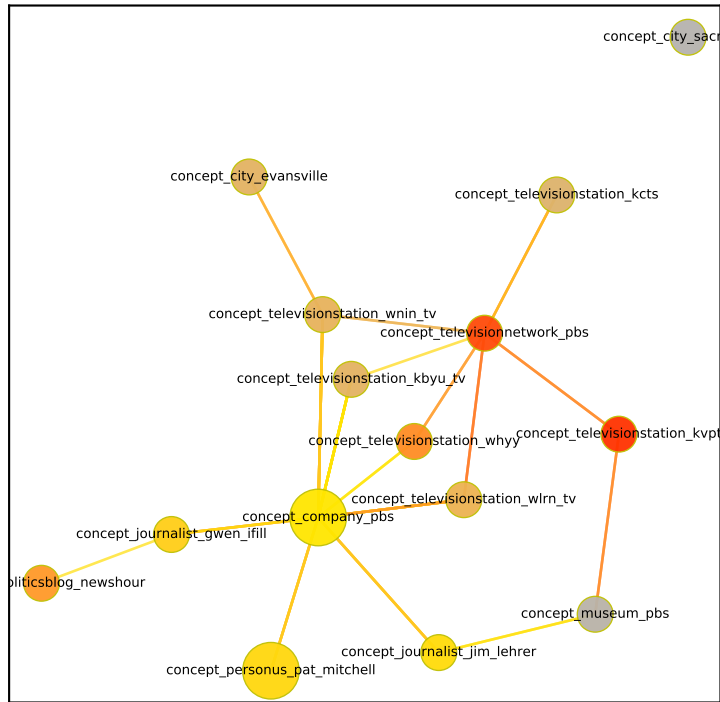 concept_city_sacr
concept_city_evansville
concept_televisionstation_kcts
concept_televisionstation_wnin_tv
concept_televisionnetwork_pbs
concept_televisionstation_kbyu_tv
concept_televisionstation_whyy
concept_televisionstation_kvpt
concept_televisionstation_wlrn_tv
concept_company_pbs
concept_journalist_gwen_ifill
oliticsblog_newshour
concept_museum_pbs
concept_journalist_jim_lehrer
concept_personus_pat_mitchell